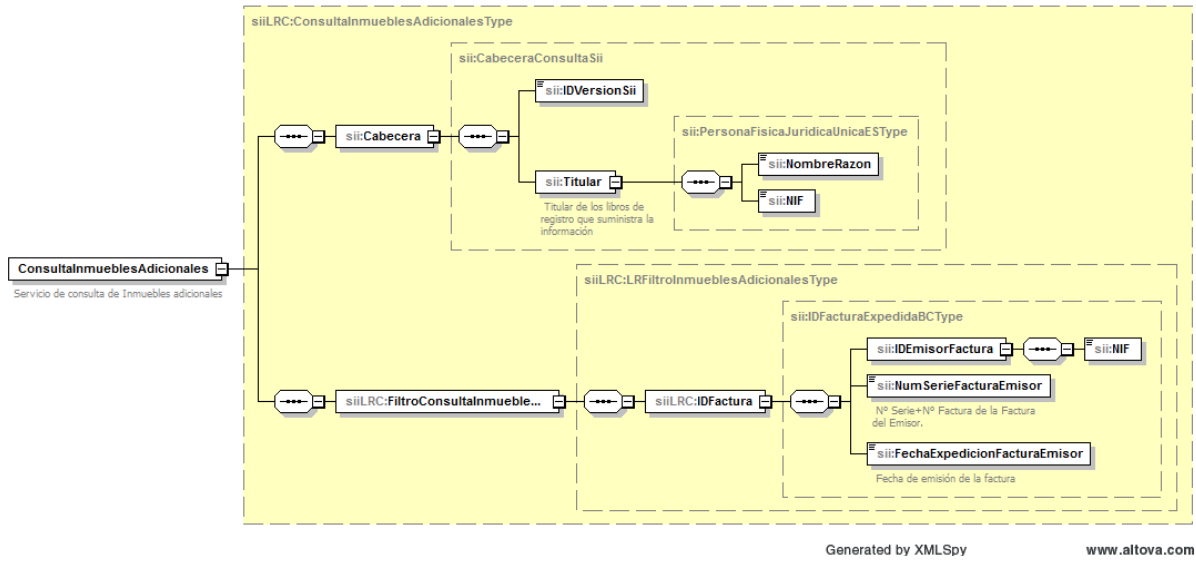 siiLRC:ConsultaInmueblesAdicionalesType
sii:CabeceraConsultaSii
sii:IDVersionSii
sii:PersonaFisicaJuridicaUnicaESType
sii:Cabecera
sii:NombreRazon
sii:Titular
sii:NIF
Titular de los libros de
registro que suministra la
información
ConsultaInmueblesAdicionales
Servicio de consulta de Inmuebles adicionales
siiLRC:LRFiltroInmueblesAdicionalesType
sii:IDFacturaExpedidaBCType
sii:IDEmisorFactura
sii:NIF
siiLRC:FiltroConsultaInmueble...
siiLRC:IDFactura
sii:NumSerieFacturaEmisor
Nº Serie+Nº Factura de la Factura
del Emisor.
sii:FechaExpedicionFacturaEmisor
Fecha de emisión de la factura
Generated by XMLSpy
www.altova.com